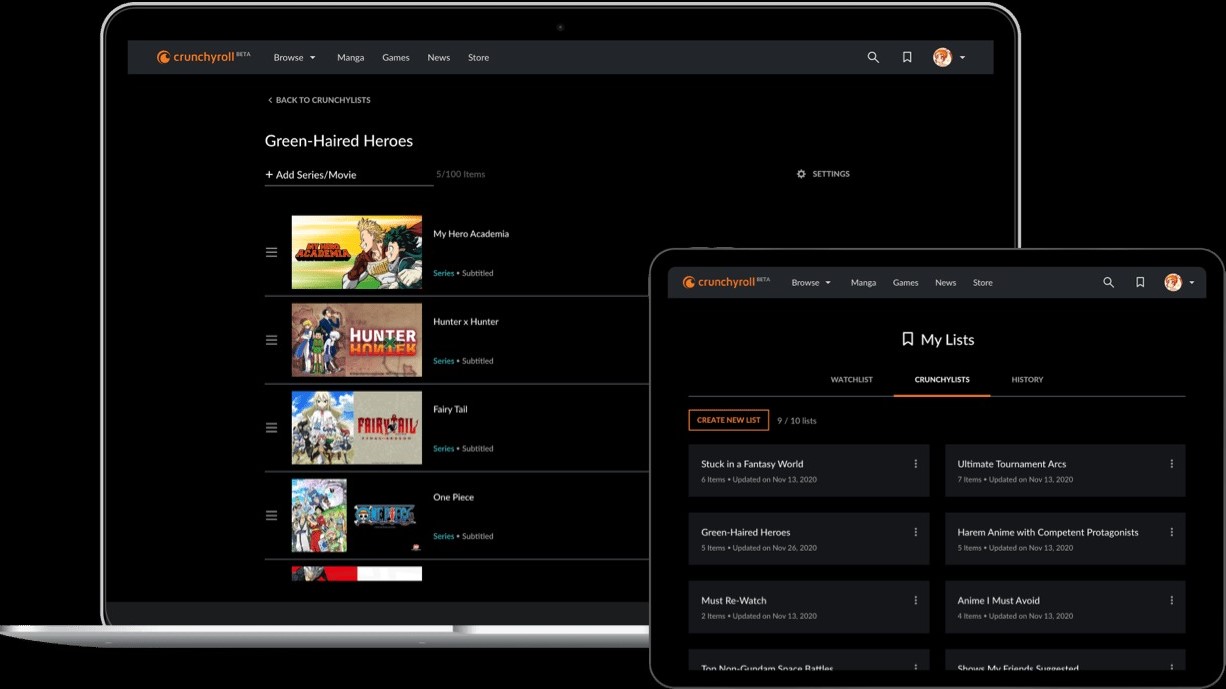 crunchyroll BETA Browse Manga Games News Store
BACK TO CRUNCHYLISTS
Green-Haired Heroes
+ Add Series/Movie 5/100 Items SETTINGS
MY HERO ACADEMIA
My Hero Academia
Series • Subtitled
HUNTER HUNTER
Hunter x Hunter
Series • Subtitled
FAIRY TAIL
FINAL SEASON
Fairy Tail
Series • Subtitled
ONE PIECE
One Piece
Series • Subtitled
crunchyroll BETA Browse Manga Games News Store
My Lists
WATCHLIST CRUNCHYLISTS HISTORY
CREATE NEW LIST 9 / 10 lists
Stuck in a Fantasy World
6 Items • Updated on Nov 13, 2020
Ultimate Tournament Arcs
7 Items • Updated on Nov 13, 2020
Green-Haired Heroes
5 Items • Updated on Nov 26, 2020
Harem Anime with Competent Protagonists
5 Items • Updated on Nov 13, 2020
Must Re-Watch
2 Items • Updated on Nov 13, 2020
Anime I Must Avoid
4 Items • Updated on Nov 13, 2020
Top Non-Gundam Space Battles
Shows My Friends Suggested